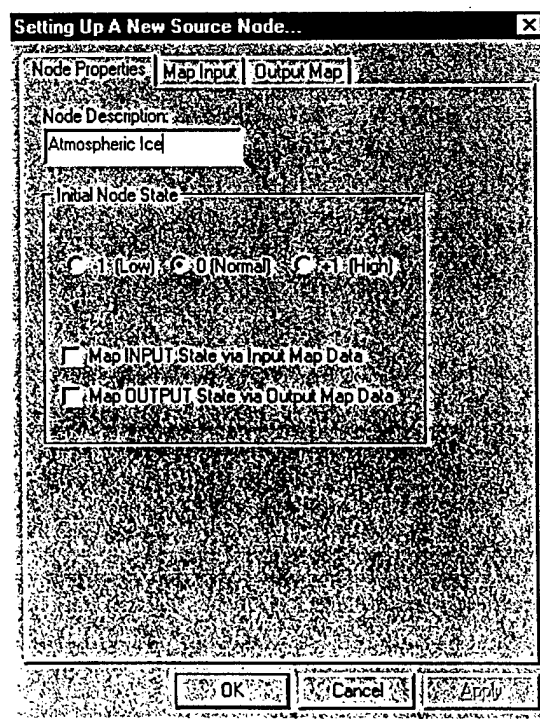 Setting Up A New Source Node...
Node Properties Map Input Output Map
Node Description:
Atmospheric Ice
Initial Node State
-1 (Low) 0 (Normal) +1 (High)
Map INPUT State via Input Map Data
Map OUTPUT State via Output Map Data
OK Cancel Apply